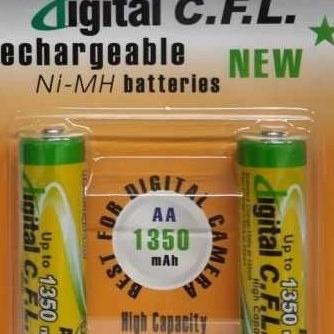 digital C.F.L.
echargeable
NEW
Ni-MH batteries
BEST FOR DIGITAL CAMERA
AA
1350
mAh
High Capacity
digital C.F.L.
Up to 1350
digital C.F.L.
Up to 1350